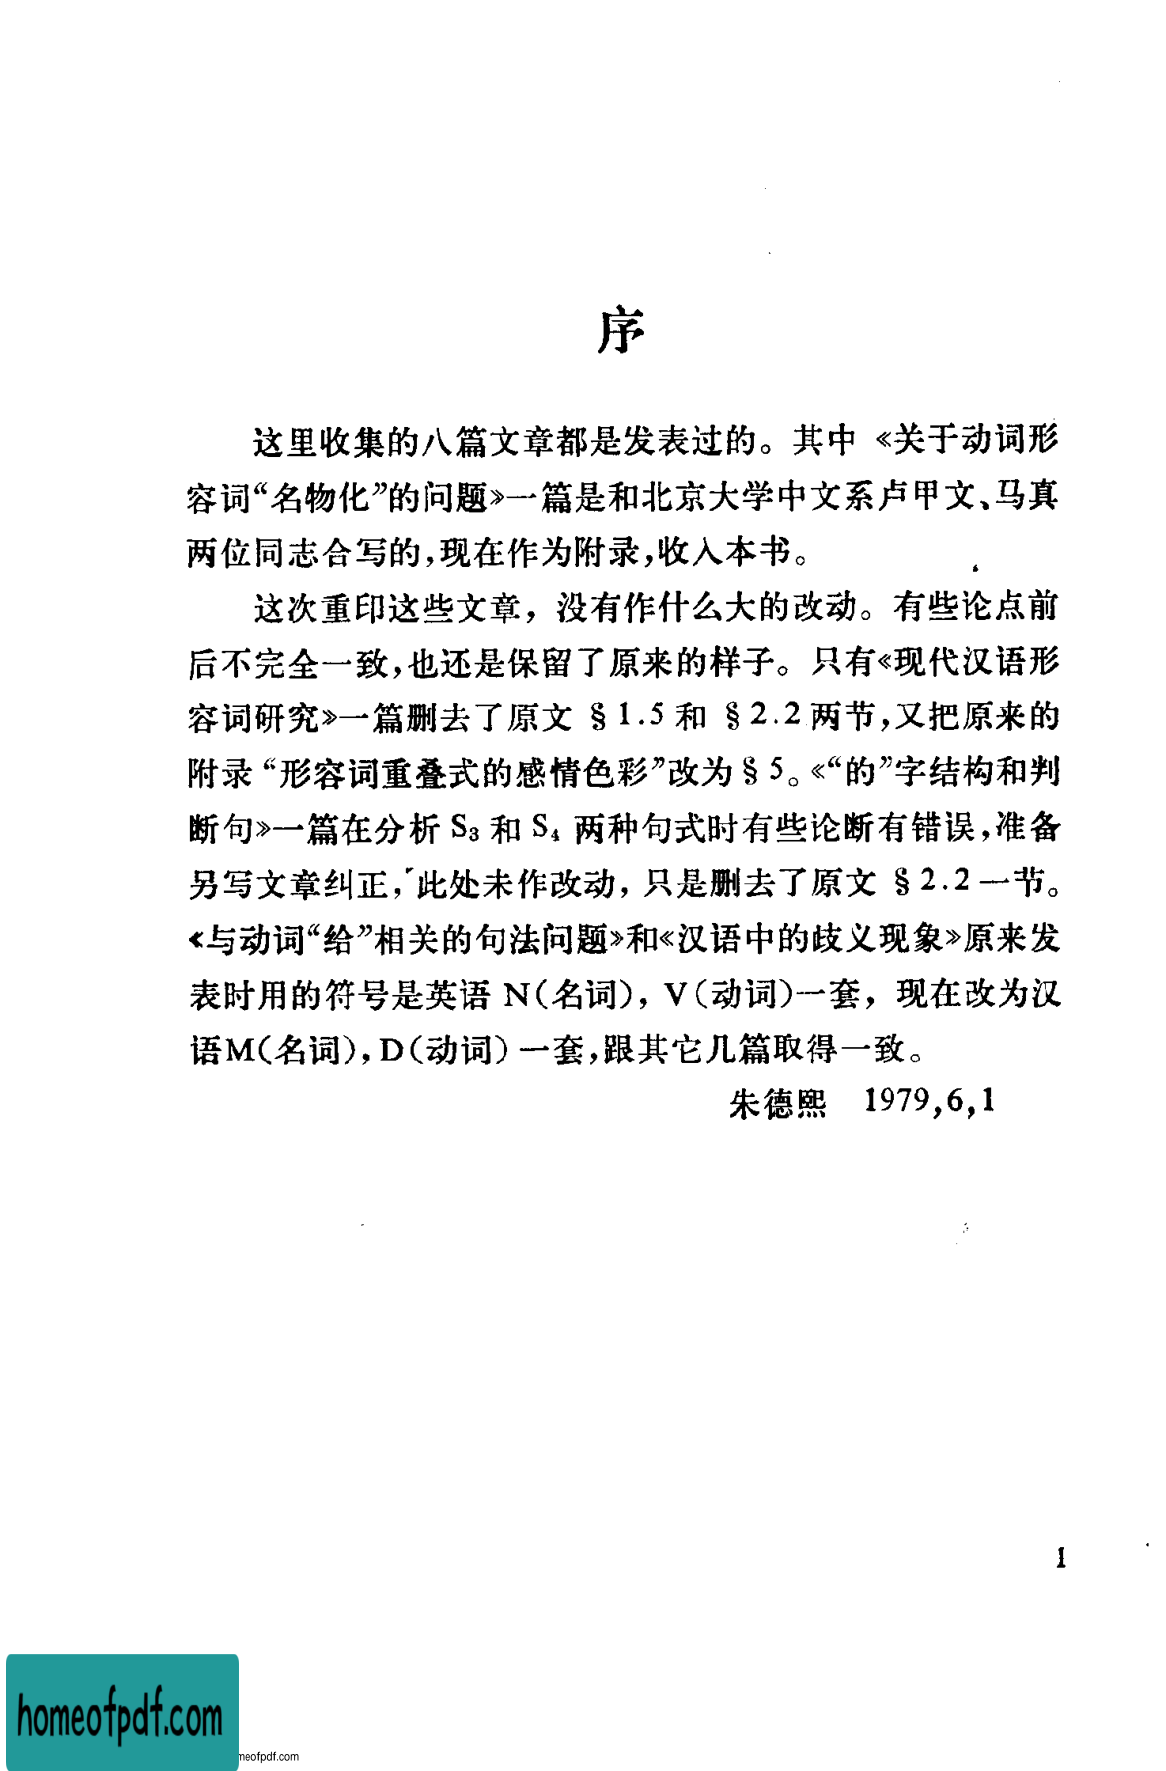 序
这里收集的八篇文章都是发表过的。其中《关于动词形
容词“名物化”的问题》一篇是和北京大学中文系卢甲文、马真
两位同志合写的,现在作为附录,收入本书。
这次重印这些文章，没有作什么大的改动。有些论点前
后不完全一致,也还是保留了原来的样子。只有《现代汉语形
容词研究》一篇删去了原文 §1.5 和 §2.2 两节,又把原来的
附录“形容词重叠式的感情色彩”改为 § 5。《“的”字结构和判
断句》一篇在分析 S₃ 和 S₄ 两种句式时有些论断有错误,准备
另写文章纠正,此处未作改动，只是删去了原文 §2.2 一节。
《与动词“给”相关的句法问题》和《汉语中的歧义现象》原来发
表时用的符号是英语 N(名词)，V(动词)一套，现在改为汉
语M(名词),D(动词)一套,跟其它几篇取得一致。
朱德熙 1979,6,1
1
homeofpdf.com
meofpdf.com